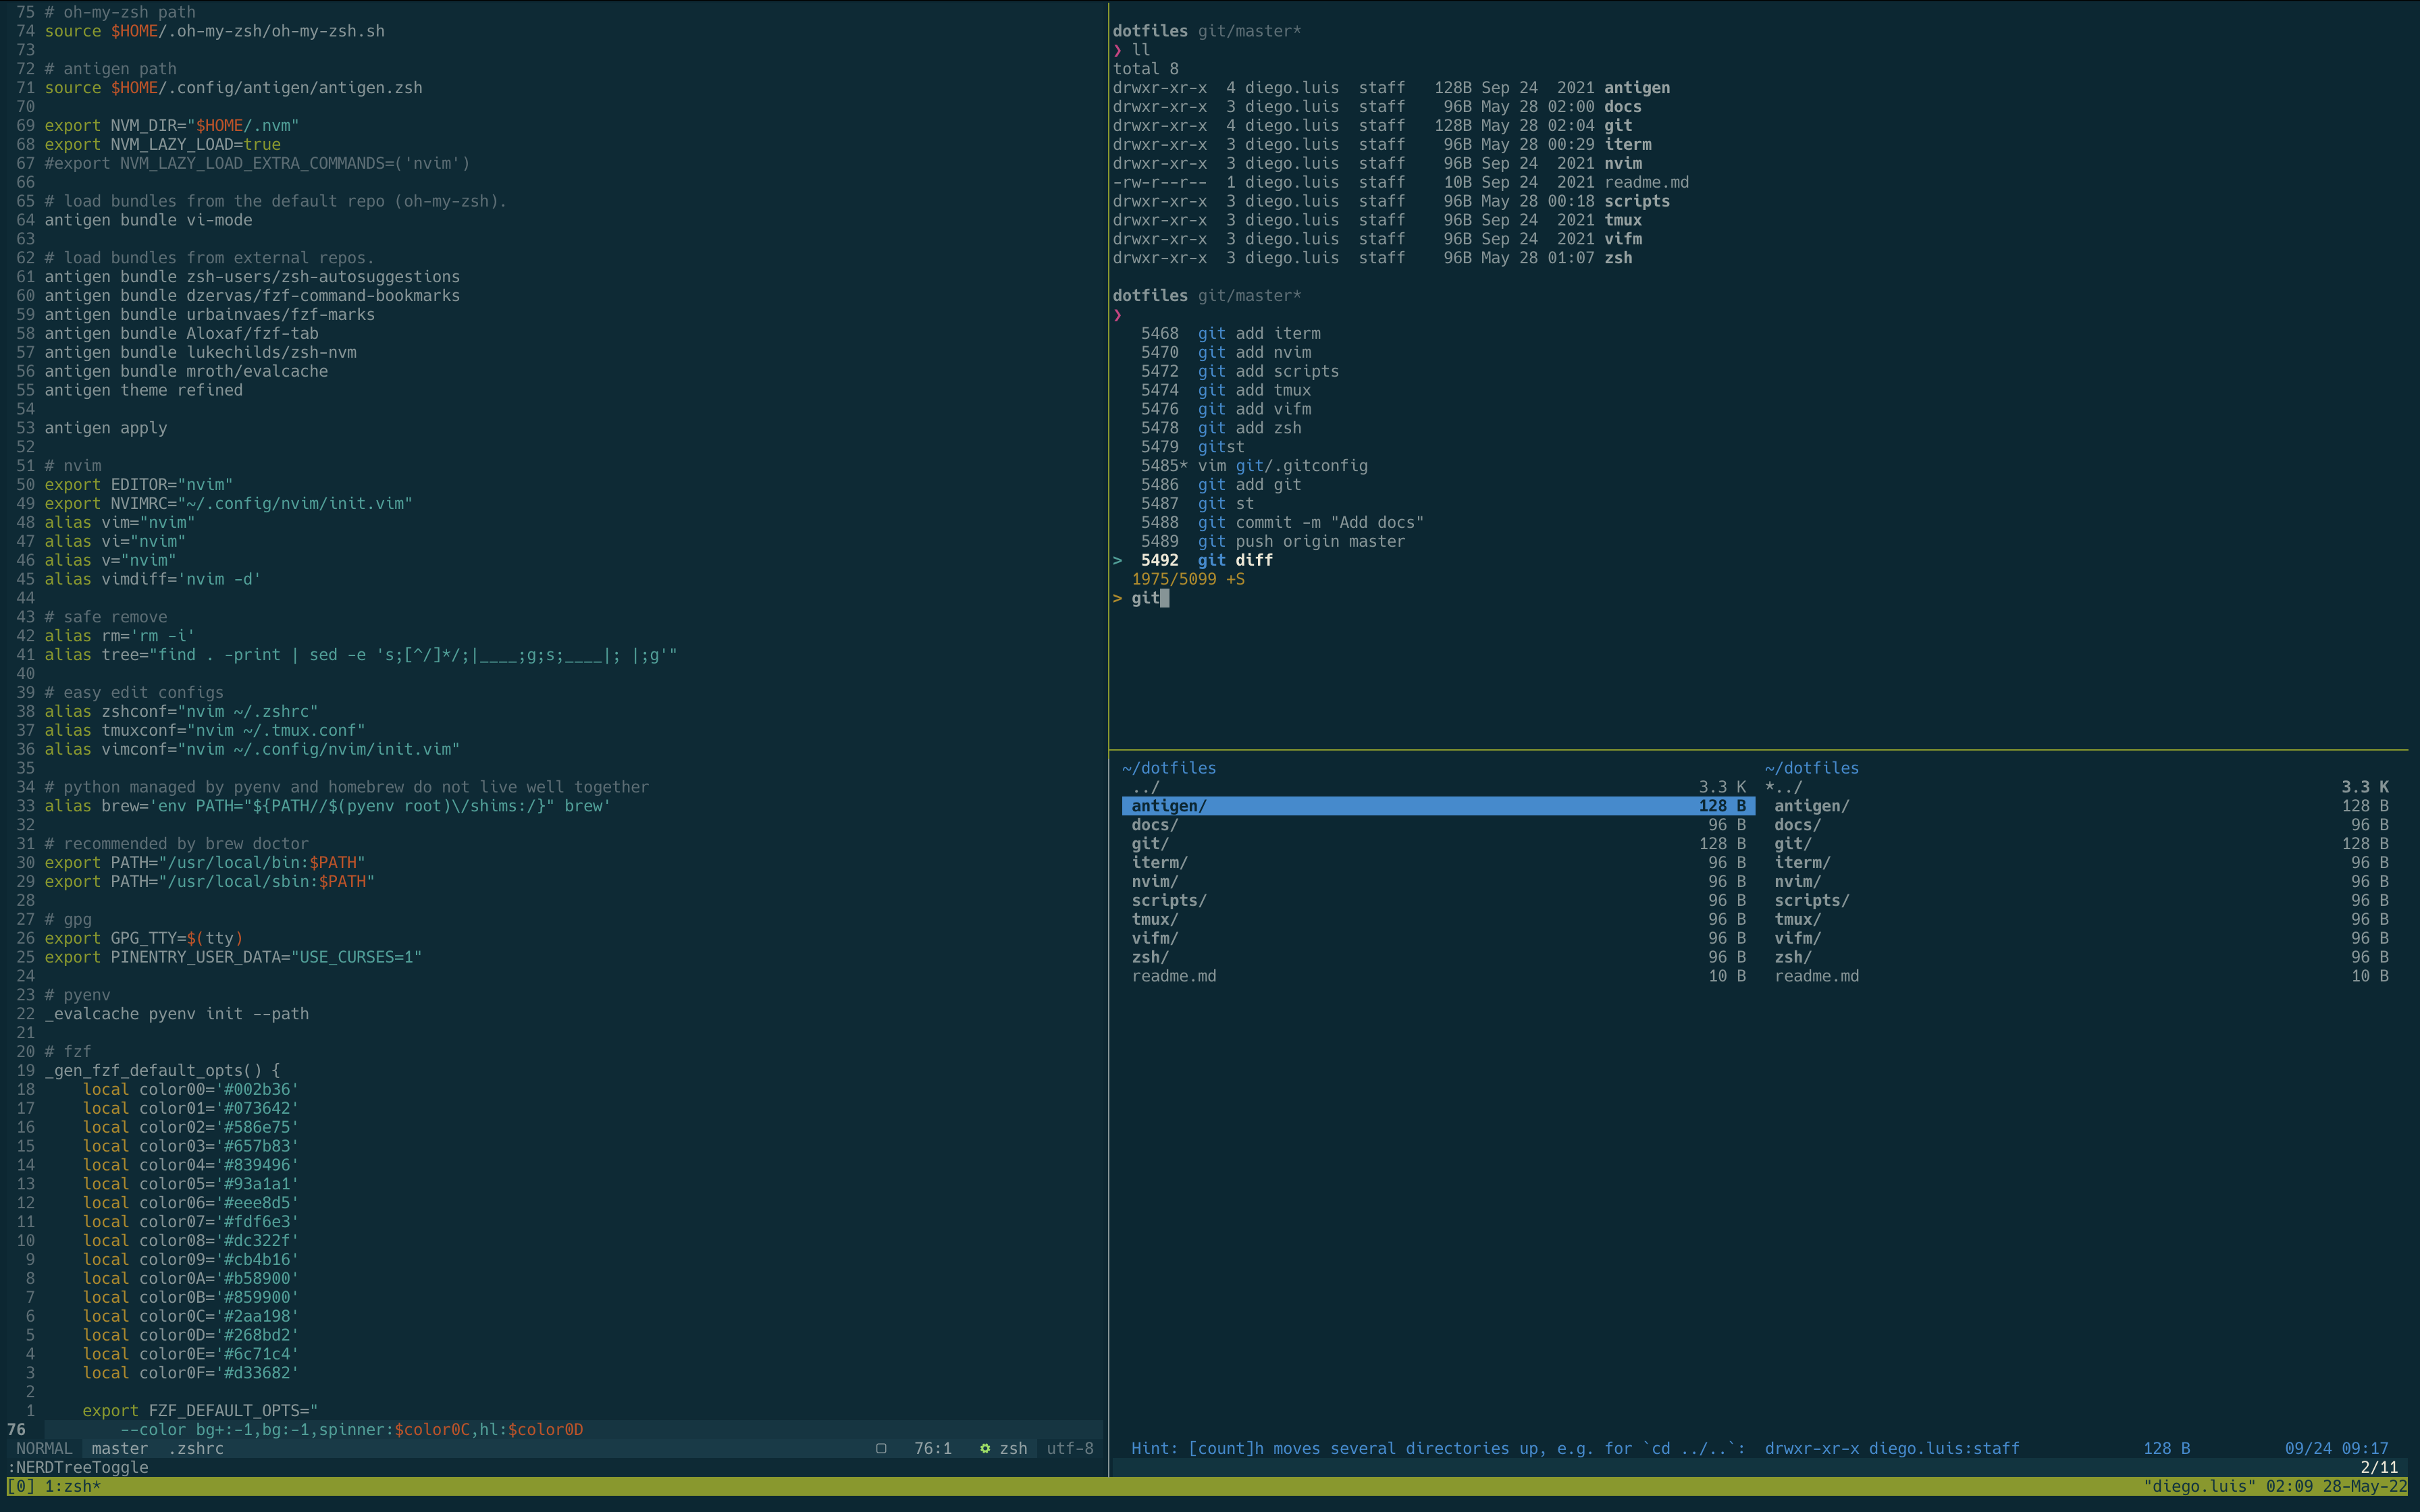 75 # oh-my-zsh path
74 source $HOME/.oh-my-zsh/oh-my-zsh.sh
73
72 # antigen path
71 source $HOME/.config/antigen/antigen.zsh
70
69 export NVM_DIR="$HOME/.nvm"
68 export NVM_LAZY_LOAD=true
67 #export NVM_LAZY_LOAD_EXTRA_COMMANDS=('nvim')
66
65 # load bundles from the default repo (oh-my-zsh).
64 antigen bundle vi-mode
63
62 # load bundles from external repos.
61 antigen bundle zsh-users/zsh-autosuggestions
60 antigen bundle dzervas/fzf-command-bookmarks
59 antigen bundle urbainvaes/fzf-marks
58 antigen bundle Aloxaf/fzf-tab
57 antigen bundle lukechilds/zsh-nvm
56 antigen bundle mroth/evalcache
55 antigen theme refined
54
53 antigen apply
52
51 # nvim
50 export EDITOR="nvim"
49 export NVIMRC="~/.config/nvim/init.vim"
48 alias vim="nvim"
47 alias vi="nvim"
46 alias v="nvim"
45 alias vimdiff='nvim -d'
44
43 # safe remove
42 alias rm='rm -i'
41 alias tree="find . -print | sed -e 's;[^/]*/;|____;g;s;____|; |;g'"
40
39 # easy edit configs
38 alias zshconf="nvim ~/.zshrc"
37 alias tmuxconf="nvim ~/.tmux.conf"
36 alias vimconf="nvim ~/.config/nvim/init.vim"
35
34 # python managed by pyenv and homebrew do not live well together
33 alias brew='env PATH="${PATH//$(pyenv root)\/shims:/}" brew'
32
31 # recommended by brew doctor
30 export PATH="/usr/local/bin:$PATH"
29 export PATH="/usr/local/sbin:$PATH"
28
27 # gpg
26 export GPG_TTY=$(tty)
25 export PINENTRY_USER_DATA="USE_CURSES=1"
24
23 # pyenv
22 _evalcache pyenv init --path
21
20 # fzf
19 _gen_fzf_default_opts() {
18     local color00='#002b36'
17     local color01='#073642'
16     local color02='#586e75'
15     local color03='#657b83'
14     local color04='#839496'
13     local color05='#93a1a1'
12     local color06='#eee8d5'
11     local color07='#fdf6e3'
10     local color08='#dc322f'
9     local color09='#cb4b16'
8     local color0A='#b58900'
7     local color0B='#859900'
6     local color0C='#2aa198'
5     local color0D='#268bd2'
4     local color0E='#6c71c4'
3     local color0F='#d33682'
2
1     export FZF_DEFAULT_OPTS="
76         --color bg+:-1,bg:-1,spinner:$color0C,hl:$color0D
NORMAL  master  .zshrc  76:1  zsh  utf-8
:NERDTreeToggle
dotfiles git/master*
❯ ll
total 8
drwxr-xr-x  4 diego.luis  staff   128B Sep 24  2021 antigen
drwxr-xr-x  3 diego.luis  staff    96B May 28 02:00 docs
drwxr-xr-x  4 diego.luis  staff   128B May 28 02:04 git
drwxr-xr-x  3 diego.luis  staff    96B May 28 00:29 iterm
drwxr-xr-x  3 diego.luis  staff    96B Sep 24  2021 nvim
-rw-r--r--  1 diego.luis  staff    10B Sep 24  2021 readme.md
drwxr-xr-x  3 diego.luis  staff    96B May 28 00:18 scripts
drwxr-xr-x  3 diego.luis  staff    96B Sep 24  2021 tmux
drwxr-xr-x  3 diego.luis  staff    96B Sep 24  2021 vifm
drwxr-xr-x  3 diego.luis  staff    96B May 28 01:07 zsh
dotfiles git/master*
❯
5468  git add iterm
5470  git add nvim
5472  git add scripts
5474  git add tmux
5476  git add vifm
5478  git add zsh
5479  gitst
5485* vim git/.gitconfig
5486  git add git
5487  git st
5488  git commit -m "Add docs"
5489  git push origin master
> 5492  git diff
1975/5099 +S
> git
~/dotfiles
../ 3.3 K
antigen/ 128 B
docs/ 96 B
git/ 128 B
iterm/ 96 B
nvim/ 96 B
scripts/ 96 B
tmux/ 96 B
vifm/ 96 B
zsh/ 96 B
readme.md 10 B
~/dotfiles
*../ 3.3 K
antigen/ 128 B
docs/ 96 B
git/ 128 B
iterm/ 96 B
nvim/ 96 B
scripts/ 96 B
tmux/ 96 B
vifm/ 96 B
zsh/ 96 B
readme.md 10 B
Hint: [count]h moves several directories up, e.g. for `cd ../..`:  drwxr-xr-x diego.luis:staff  128 B  09/24 09:17
2/11
[0] 1:zsh*  "diego.luis" 02:09 28-May-22